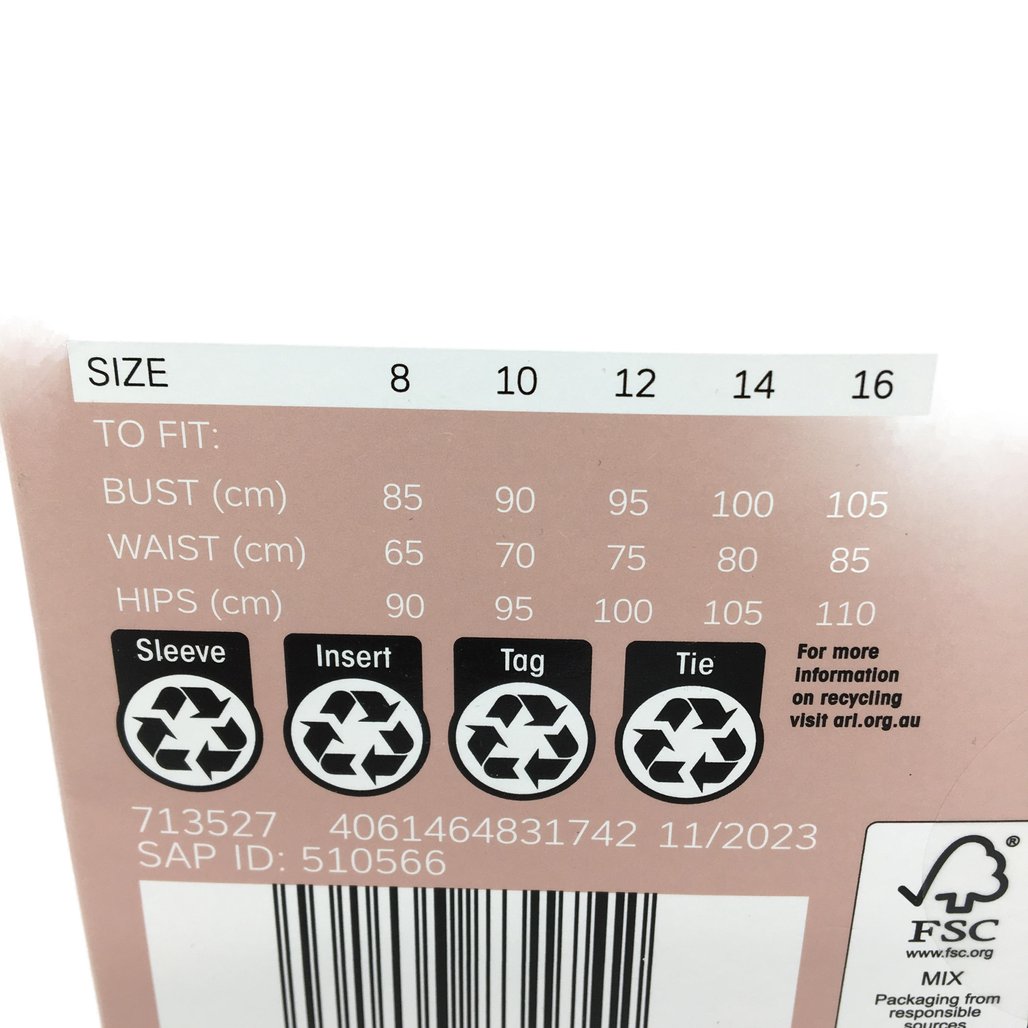 SIZE 8 10 12 14 16
TO FIT:
BUST (cm) 85 90 95 100 105
WAIST (cm) 65 70 75 80 85
HIPS (cm) 90 95 100 105 110
Sleeve Insert Tag Tie
For more
information
on recycling
visit arl.org.au
713527 4061464831742 11/2023
SAP ID: 510566
®
FSC
www.fsc.org
MIX
Packaging from
responsible
sources